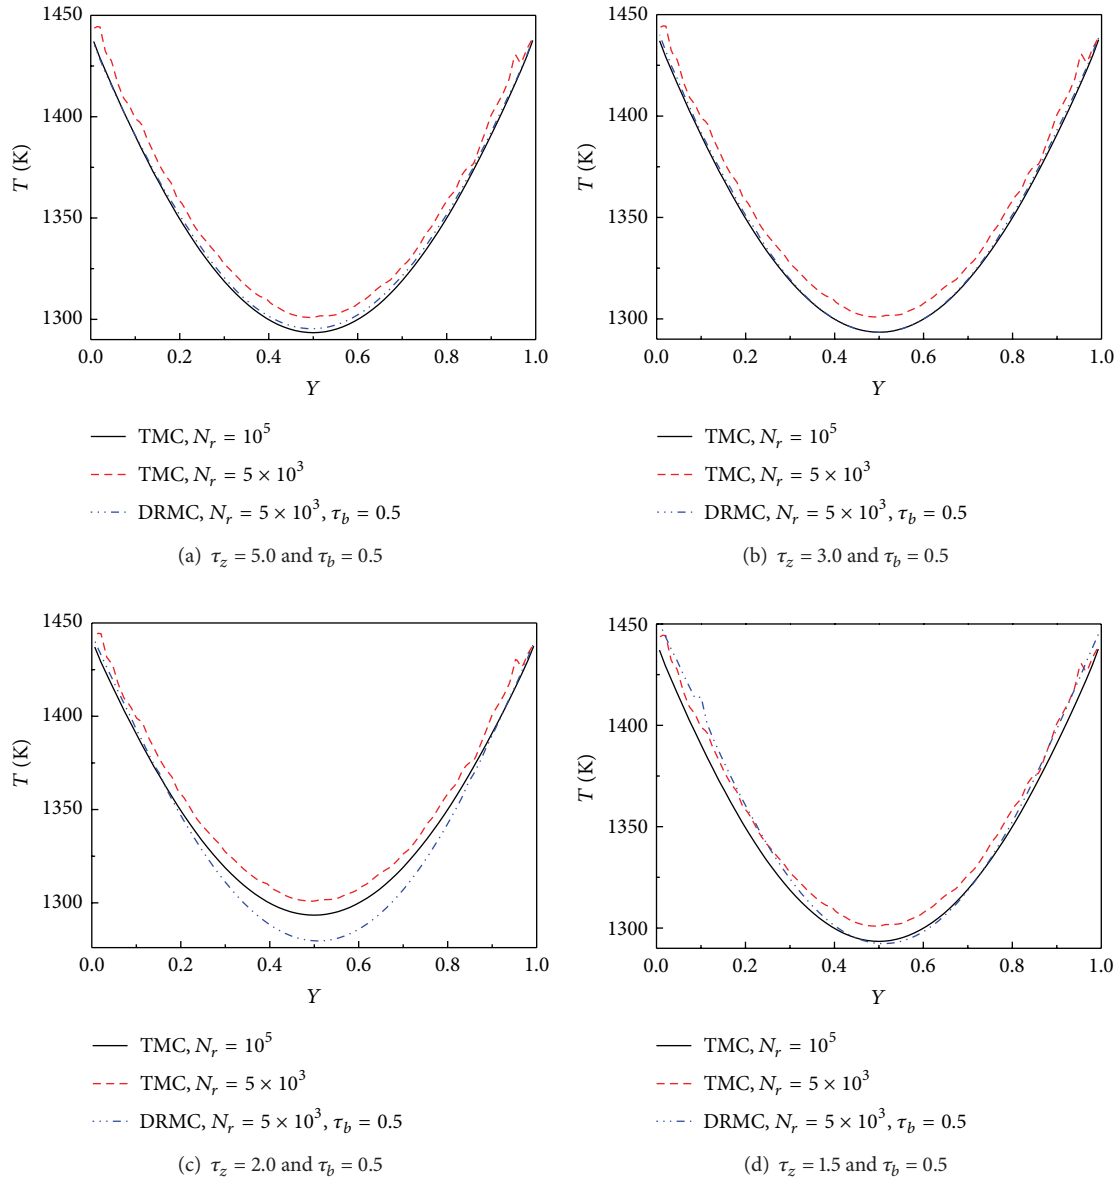 1450
1400
1350
1300
T (K)
0.0 0.2 0.4 0.6 0.8 1.0
Y
TMC, N_r = 10^5
TMC, N_r = 5 × 10^3
DRMC, N_r = 5 × 10^3, τ_b = 0.5
(a) τ_z = 5.0 and τ_b = 0.5
1450
1400
1350
1300
T (K)
0.0 0.2 0.4 0.6 0.8 1.0
Y
TMC, N_r = 10^5
TMC, N_r = 5 × 10^3
DRMC, N_r = 5 × 10^3, τ_b = 0.5
(b) τ_z = 3.0 and τ_b = 0.5
1450
1400
1350
1300
T (K)
0.0 0.2 0.4 0.6 0.8 1.0
Y
TMC, N_r = 10^5
TMC, N_r = 5 × 10^3
DRMC, N_r = 5 × 10^3, τ_b = 0.5
(c) τ_z = 2.0 and τ_b = 0.5
1450
1400
1350
1300
T (K)
0.0 0.2 0.4 0.6 0.8 1.0
Y
TMC, N_r = 10^5
TMC, N_r = 5 × 10^3
DRMC, N_r = 5 × 10^3, τ_b = 0.5
(d) τ_z = 1.5 and τ_b = 0.5